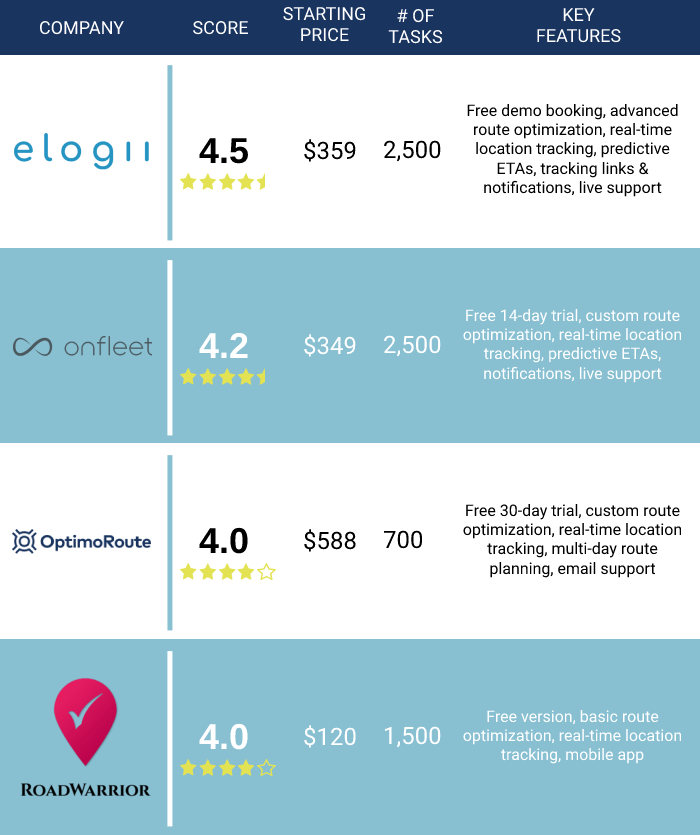 COMPANY
SCORE
STARTING
PRICE
# OF
TASKS
KEY
FEATURES
elogii
4.5
$359
2,500
Free demo booking, advanced
route optimization, real-time
location tracking, predictive
ETAs, tracking links &
notifications, live support
onfleet
4.2
$349
2,500
Free 14-day trial, custom route
optimization, real-time location
tracking, predictive ETAs,
notifications, live support
OptimoRoute
4.0
$588
700
Free 30-day trial, custom route
optimization, real-time location
tracking, multi-day route
planning, email support
ROADWARRIOR
4.0
$120
1,500
Free version, basic route
optimization, real-time location
tracking, mobile app